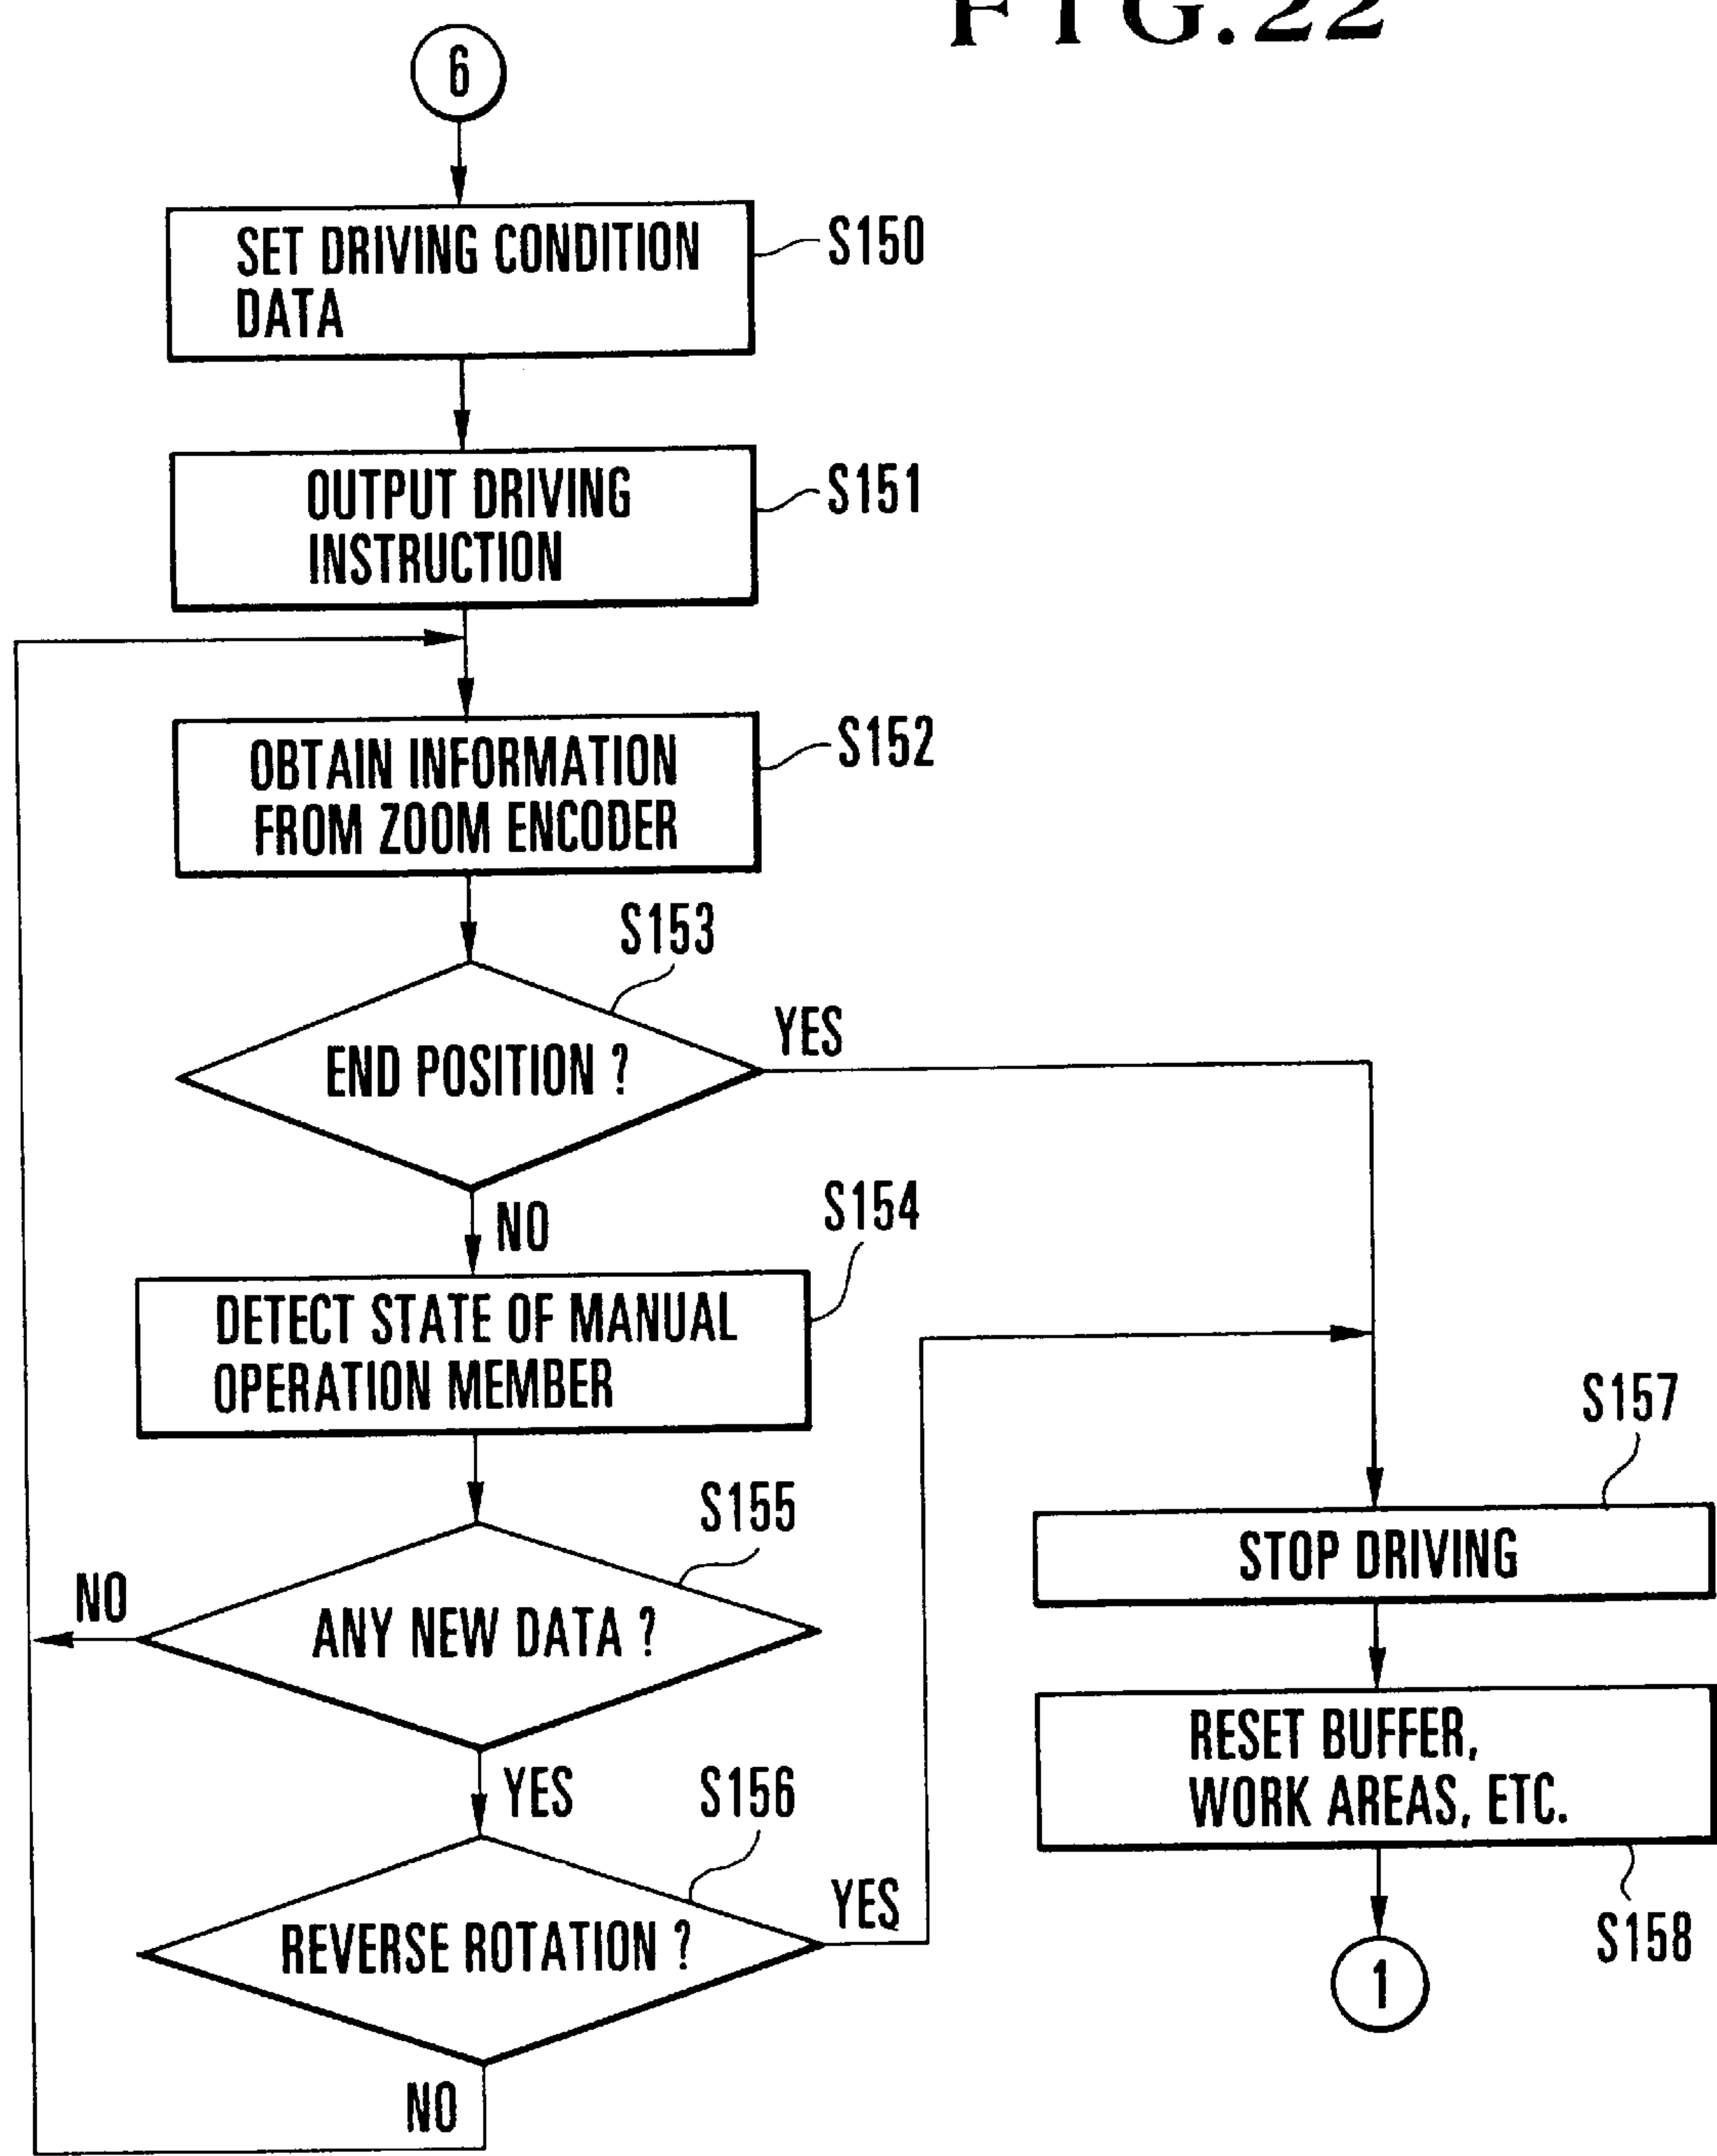 FIG.22
6
SET DRIVING CONDITION
DATA
S150
OUTPUT DRIVING
INSTRUCTION
S151
OBTAIN INFORMATION
FROM ZOOM ENCODER
S152
S153
END POSITION ?
YES
NO
S154
DETECT STATE OF MANUAL
OPERATION MEMBER
S155
ANY NEW DATA ?
NO
YES
S156
REVERSE ROTATION ?
YES
NO
S157
STOP DRIVING
RESET BUFFER,
WORK AREAS, ETC.
S158
1